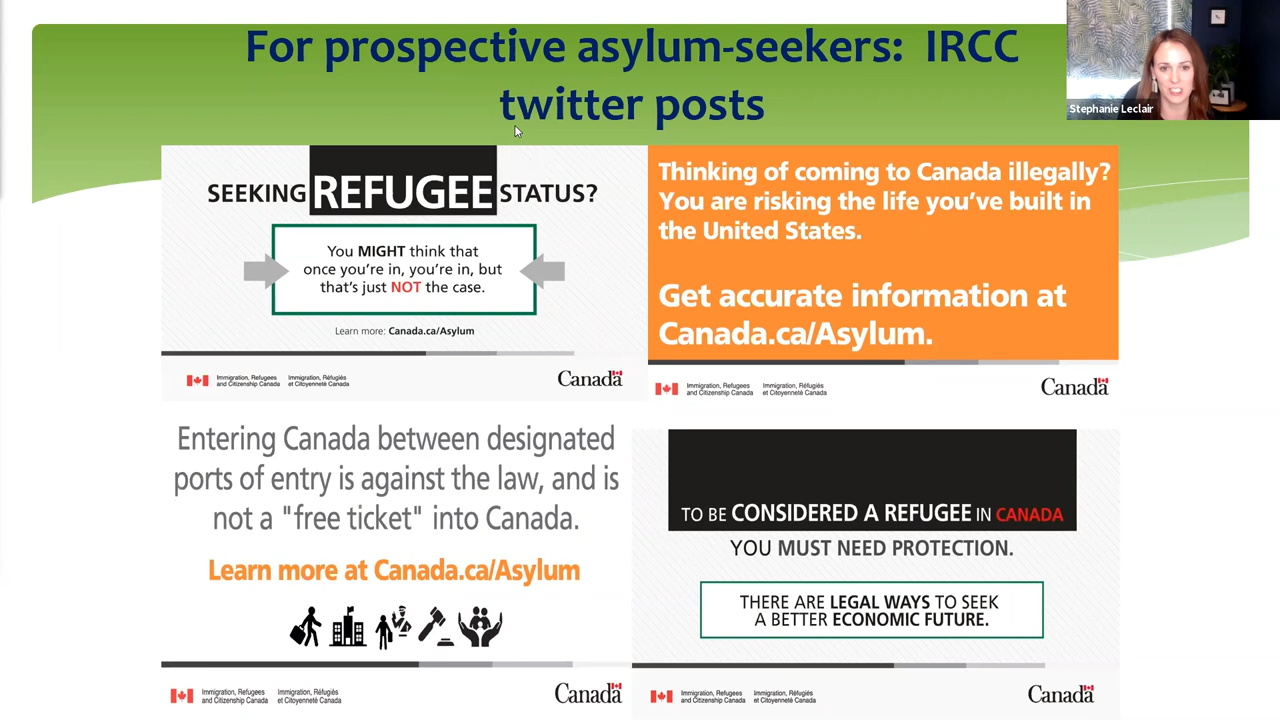 For prospective asylum-seekers: IRCC
twitter posts
Stephanie Leclair
SEEKING REFUGEE STATUS?
You MIGHT think that
once you're in, you're in, but
that's just NOT the case.
Learn more: Canada.ca/Asylum
Immigration, Refugees
and Citizenship Canada
Immigration, Réfugiés
et Citoyenneté Canada
Canada
Thinking of coming to Canada illegally?
You are risking the life you've built in
the United States.
Get accurate information at
Canada.ca/Asylum.
Immigration, Refugees
and Citizenship Canada
Immigration, Réfugiés
et Citoyenneté Canada
Canada
Entering Canada between designated
ports of entry is against the law, and is
not a "free ticket" into Canada.
Learn more at Canada.ca/Asylum
Immigration, Refugees
and Citizenship Canada
Immigration, Réfugiés
et Citoyenneté Canada
Canada
TO BE CONSIDERED A REFUGEE IN CANADA
YOU MUST NEED PROTECTION.
THERE ARE LEGAL WAYS TO SEEK
A BETTER ECONOMIC FUTURE.
Immigration, Refugees
and Citizenship Canada
Immigration, Réfugiés
et Citoyenneté Canada
Canada